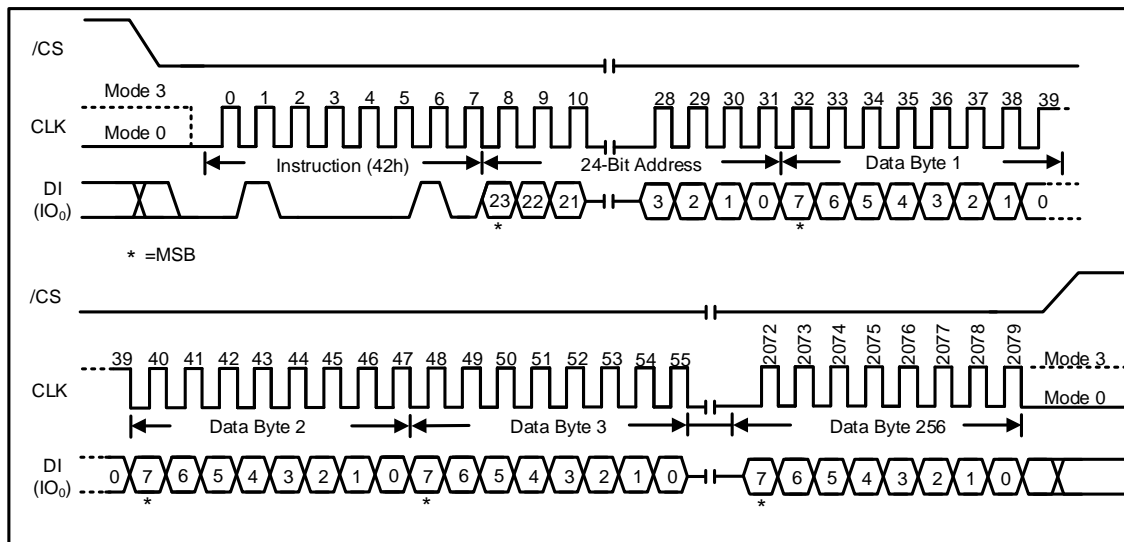 /CS
Mode 3
0 1 2 3 4 5 6 7 8 9 10 28 29 30 31 32 33 34 35 36 37 38 39
CLK
Mode 0
Instruction (42h) 24-Bit Address Data Byte 1
DI
(IO0)
23 22 21 3 2 1 0 7 6 5 4 3 2 1 0
* *
* =MSB
/CS
39 40 41 42 43 44 45 46 47 48 49 50 51 52 53 54 55 2072 2073 2074 2075 2076 2077 2078 2079
Mode 3
CLK
Mode 0
Data Byte 2 Data Byte 3 Data Byte 256
DI
(IO0)
0 7 6 5 4 3 2 1 0 7 6 5 4 3 2 1 0 7 6 5 4 3 2 1 0
* * *